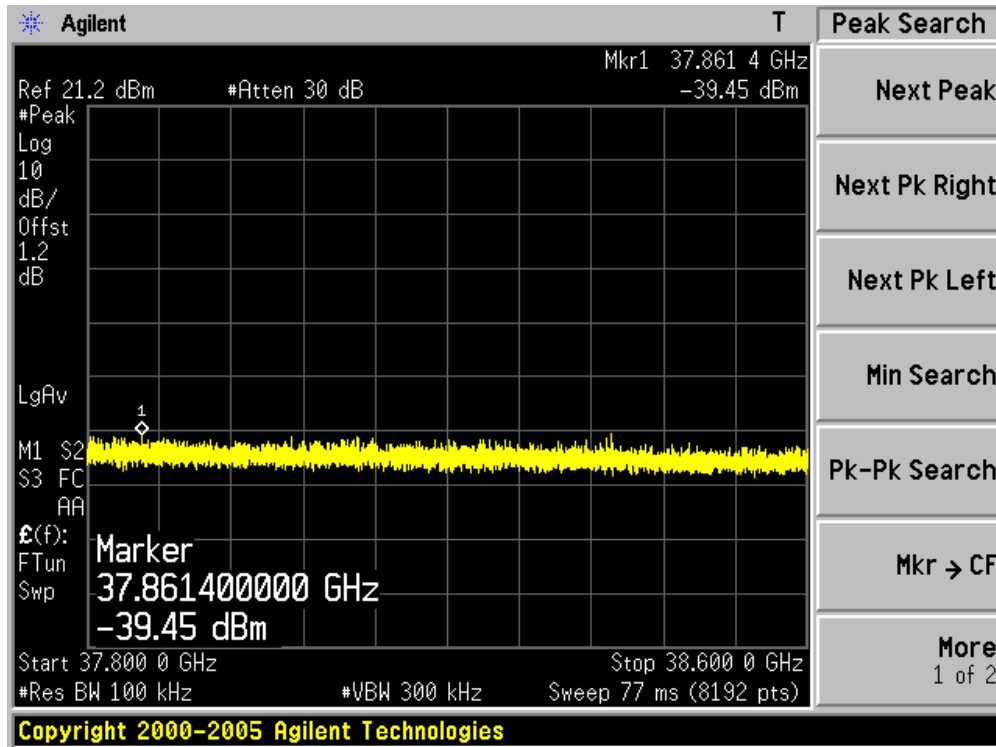 Agilent T Peak Search
Mkr1 37.861 4 GHz
Ref 21.2 dBm #Atten 30 dB -39.45 dBm
#Peak
Log
10
dB/
Offst
1.2
dB
LgAv
1
M1 S2
S3 FC
AA
£(f):
FTun
Swp
Marker
37.861400000 GHz
-39.45 dBm
Start 37.800 0 GHz Stop 38.600 0 GHz
#Res BW 100 kHz #VBW 300 kHz Sweep 77 ms (8192 pts)
Copyright 2000-2005 Agilent Technologies
Next Peak
Next Pk Right
Next Pk Left
Min Search
Pk-Pk Search
Mkr → CF
More
1 of 2